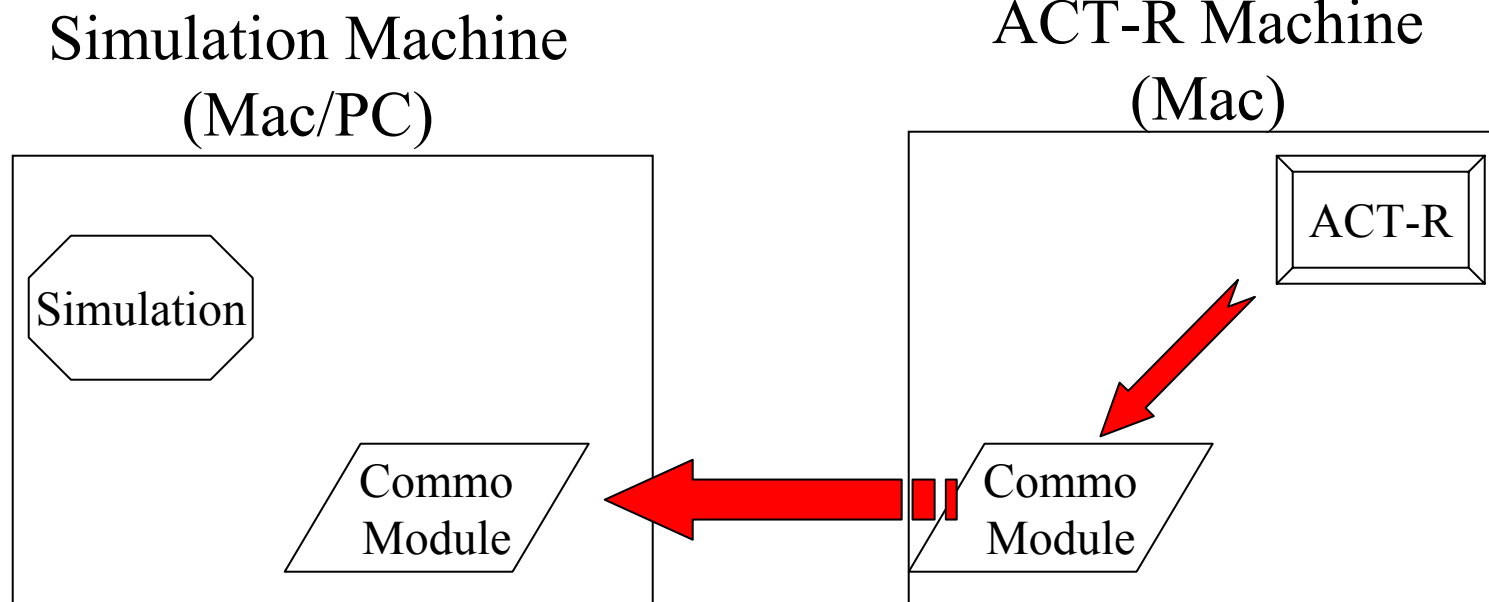 Simulation Machine
(Mac/PC)
ACT-R Machine
(Mac)
ACT-R
Simulation
Commo
Module
Commo
Module